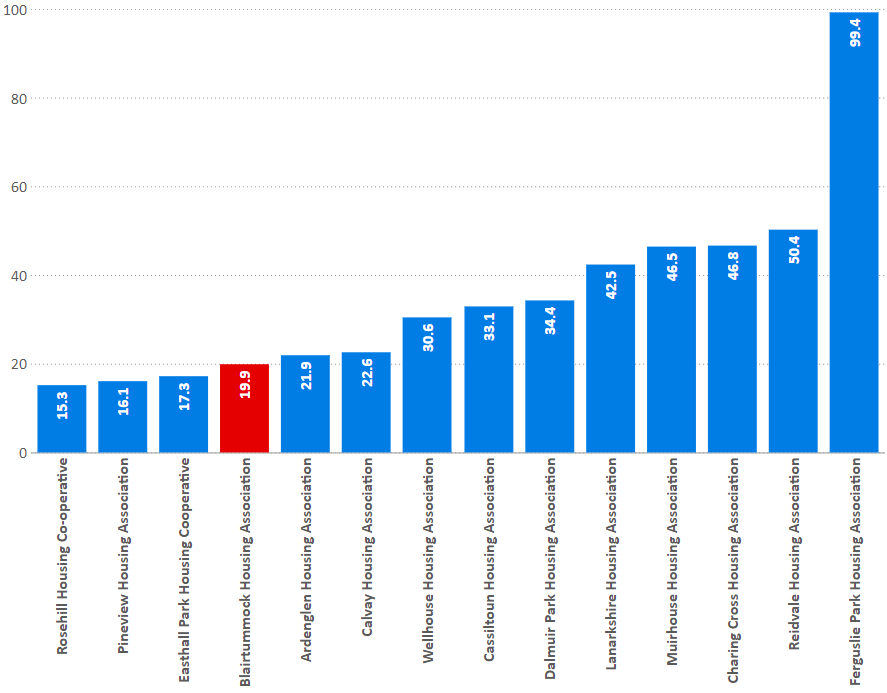 100
80
60
40
20
0
15.3
16.1
17.3
19.9
21.9
22.6
30.6
33.1
34.4
42.5
46.5
46.8
50.4
99.4
Rosehill Housing Co-operative
Pineview Housing Association
Easthall Park Housing Cooperative
Blairtummock Housing Association
Ardenglen Housing Association
Calvay Housing Association
Wellhouse Housing Association
Cassiltoun Housing Association
Dalmuir Park Housing Association
Lanarkshire Housing Association
Muirhouse Housing Association
Charing Cross Housing Association
Reidvale Housing Association
Ferguslie Park Housing Association